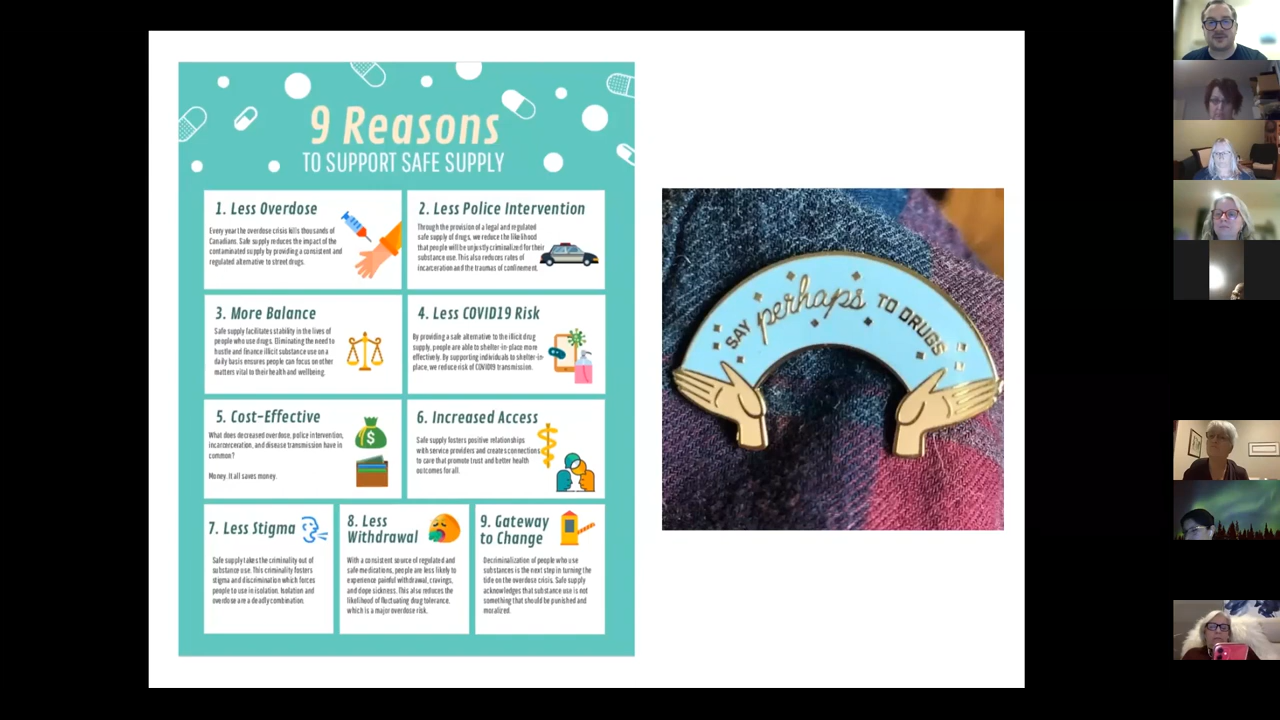 9 Reasons
TO SUPPORT SAFE SUPPLY
1. Less Overdose
Every year the overdose crisis kills thousands of
Canadians. Safe supply reduces the impact of the
contaminated supply by providing a consistent and
regulated alternative to street drugs.
2. Less Police Intervention
Through the provision of a legal and regulated
safe supply of drugs, we reduce the likelihood
that people will be unjustly criminalized for their
substance use. This also reduces rates of
incarceration and the traumas of confinement.
3. More Balance
Safe supply facilitates stability in the lives of
people who use drugs. Eliminating the need to
hustle and finance illicit substance use on a
daily basis ensures people can focus on other
matters vital to their health and wellbeing.
4. Less COVID19 Risk
By providing a safe alternative to the illicit drug
supply, people are able to shelter-in-place more
effectively. By supporting individuals to shelter-in-
place, we reduce risk of COVID19 transmission.
5. Cost-Effective
What does decreased overdose, police intervention,
incarcerceration, and disease transmission have in
common?
Money. It all saves money.
6. Increased Access
Safe supply fosters positive relationships
with service providers and creates connections
to care that promote trust and better health
outcomes for all.
7. Less Stigma
Safe supply takes the criminality out of
substance use. This criminality fosters
stigma and discrimination which forces
people to use in isolation. Isolation and
overdose are a deadly combination.
8. Less
Withdrawal
With a consistent source of regulated and
safe medications, people are less likely to
experience painful withdrawal, cravings,
and dope sickness. This also reduces the
likelihood of fluctuating drug tolerance,
which is a major overdose risk.
9. Gateway
to Change
Decriminalization of people who use
substances is the next step in turning the
tide on the overdose crisis. Safe supply
acknowledges that substance use is not
something that should be punished and
moralized.
SAY perhaps TO DRUGS